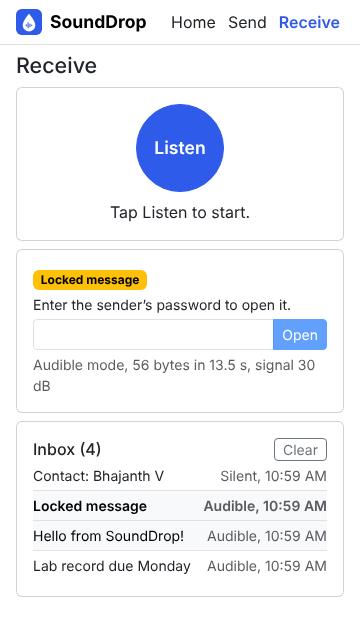 SoundDrop Home Send Receive
Receive
Listen
Tap Listen to start.
Locked message
Enter the sender’s password to open it.
Open
Audible mode, 56 bytes in 13.5 s, signal 30
dB
Inbox (4) Clear
Contact: Bhajanth V Silent, 10:59 AM
Locked message Audible, 10:59 AM
Hello from SoundDrop! Audible, 10:59 AM
Lab record due Monday Audible, 10:59 AM